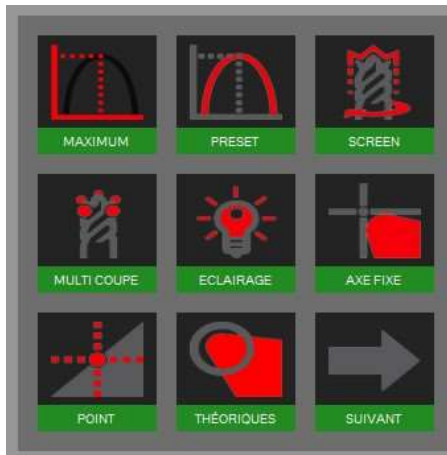 MAXIMUM
PRESET
SCREEN
MULTI COUPE
ECLAIRAGE
AXE FIXE
POINT
THÉORIQUES
SUIVANT